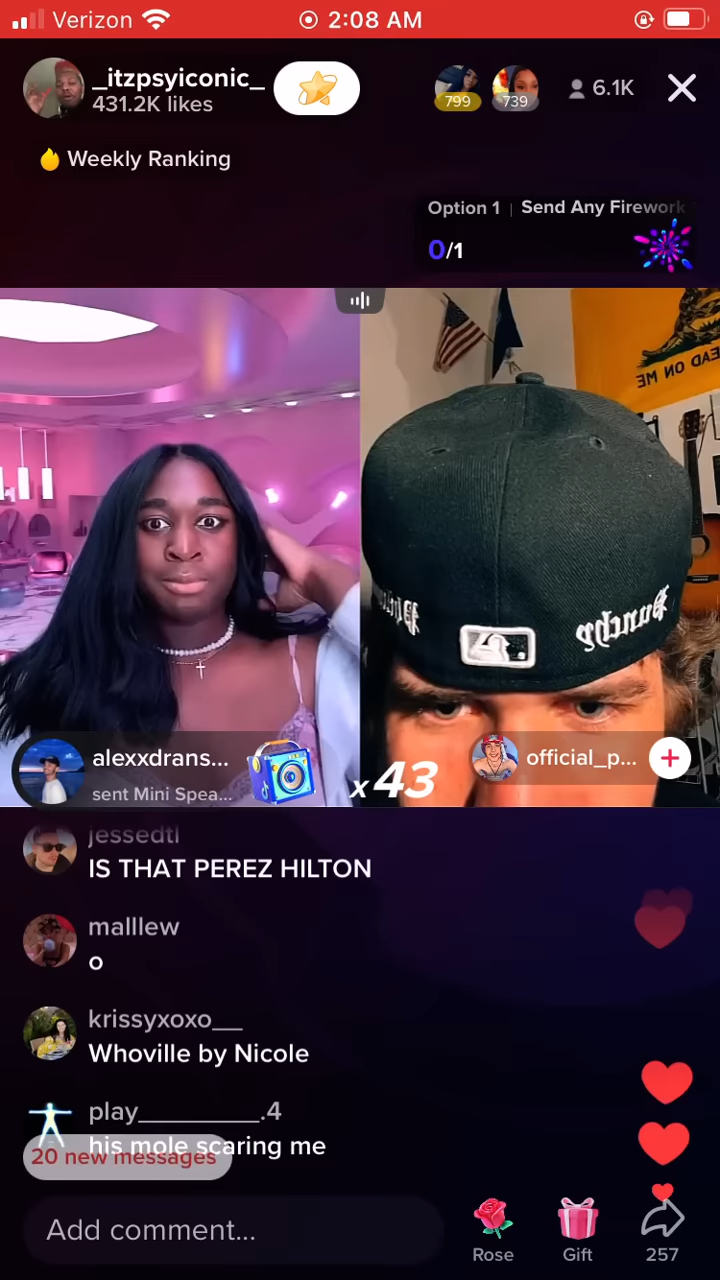 Verizon 2:08 AM
_itzpsyiconic_
431.2K likes
799 739 6.1K
Weekly Ranking
Option 1 | Send Any Firework
0/1
EAD ON ME
Punchy
alexxdrans...
sent Mini Spea...
x43
official_p...
jessedtl
IS THAT PEREZ HILTON
malllew
o
krissyxoxo__
Whoville by Nicole
play_________.4
his mole scaring me
20 new messages
Add comment...
Rose Gift 257